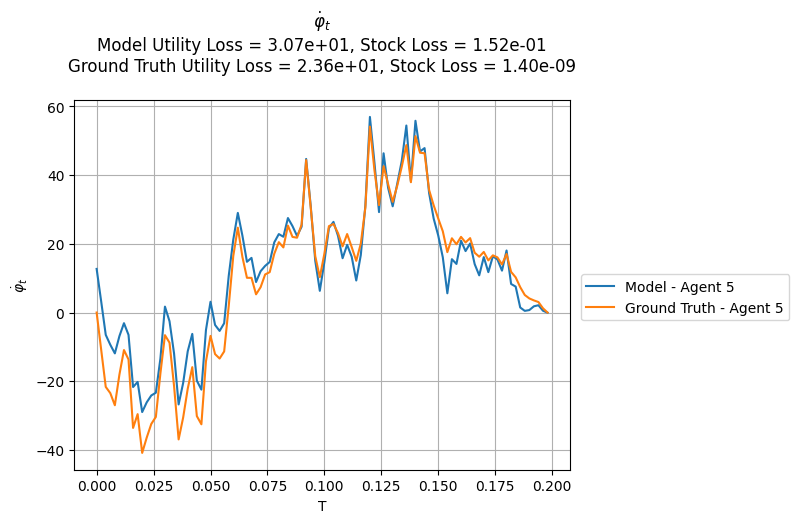 φ̇ₜ
Model Utility Loss = 3.07e+01, Stock Loss = 1.52e-01
Ground Truth Utility Loss = 2.36e+01, Stock Loss = 1.40e-09
60
40
20
0
−20
−40
φ̇ₜ
0.000 0.025 0.050 0.075 0.100 0.125 0.150 0.175 0.200
T
Model - Agent 5
Ground Truth - Agent 5